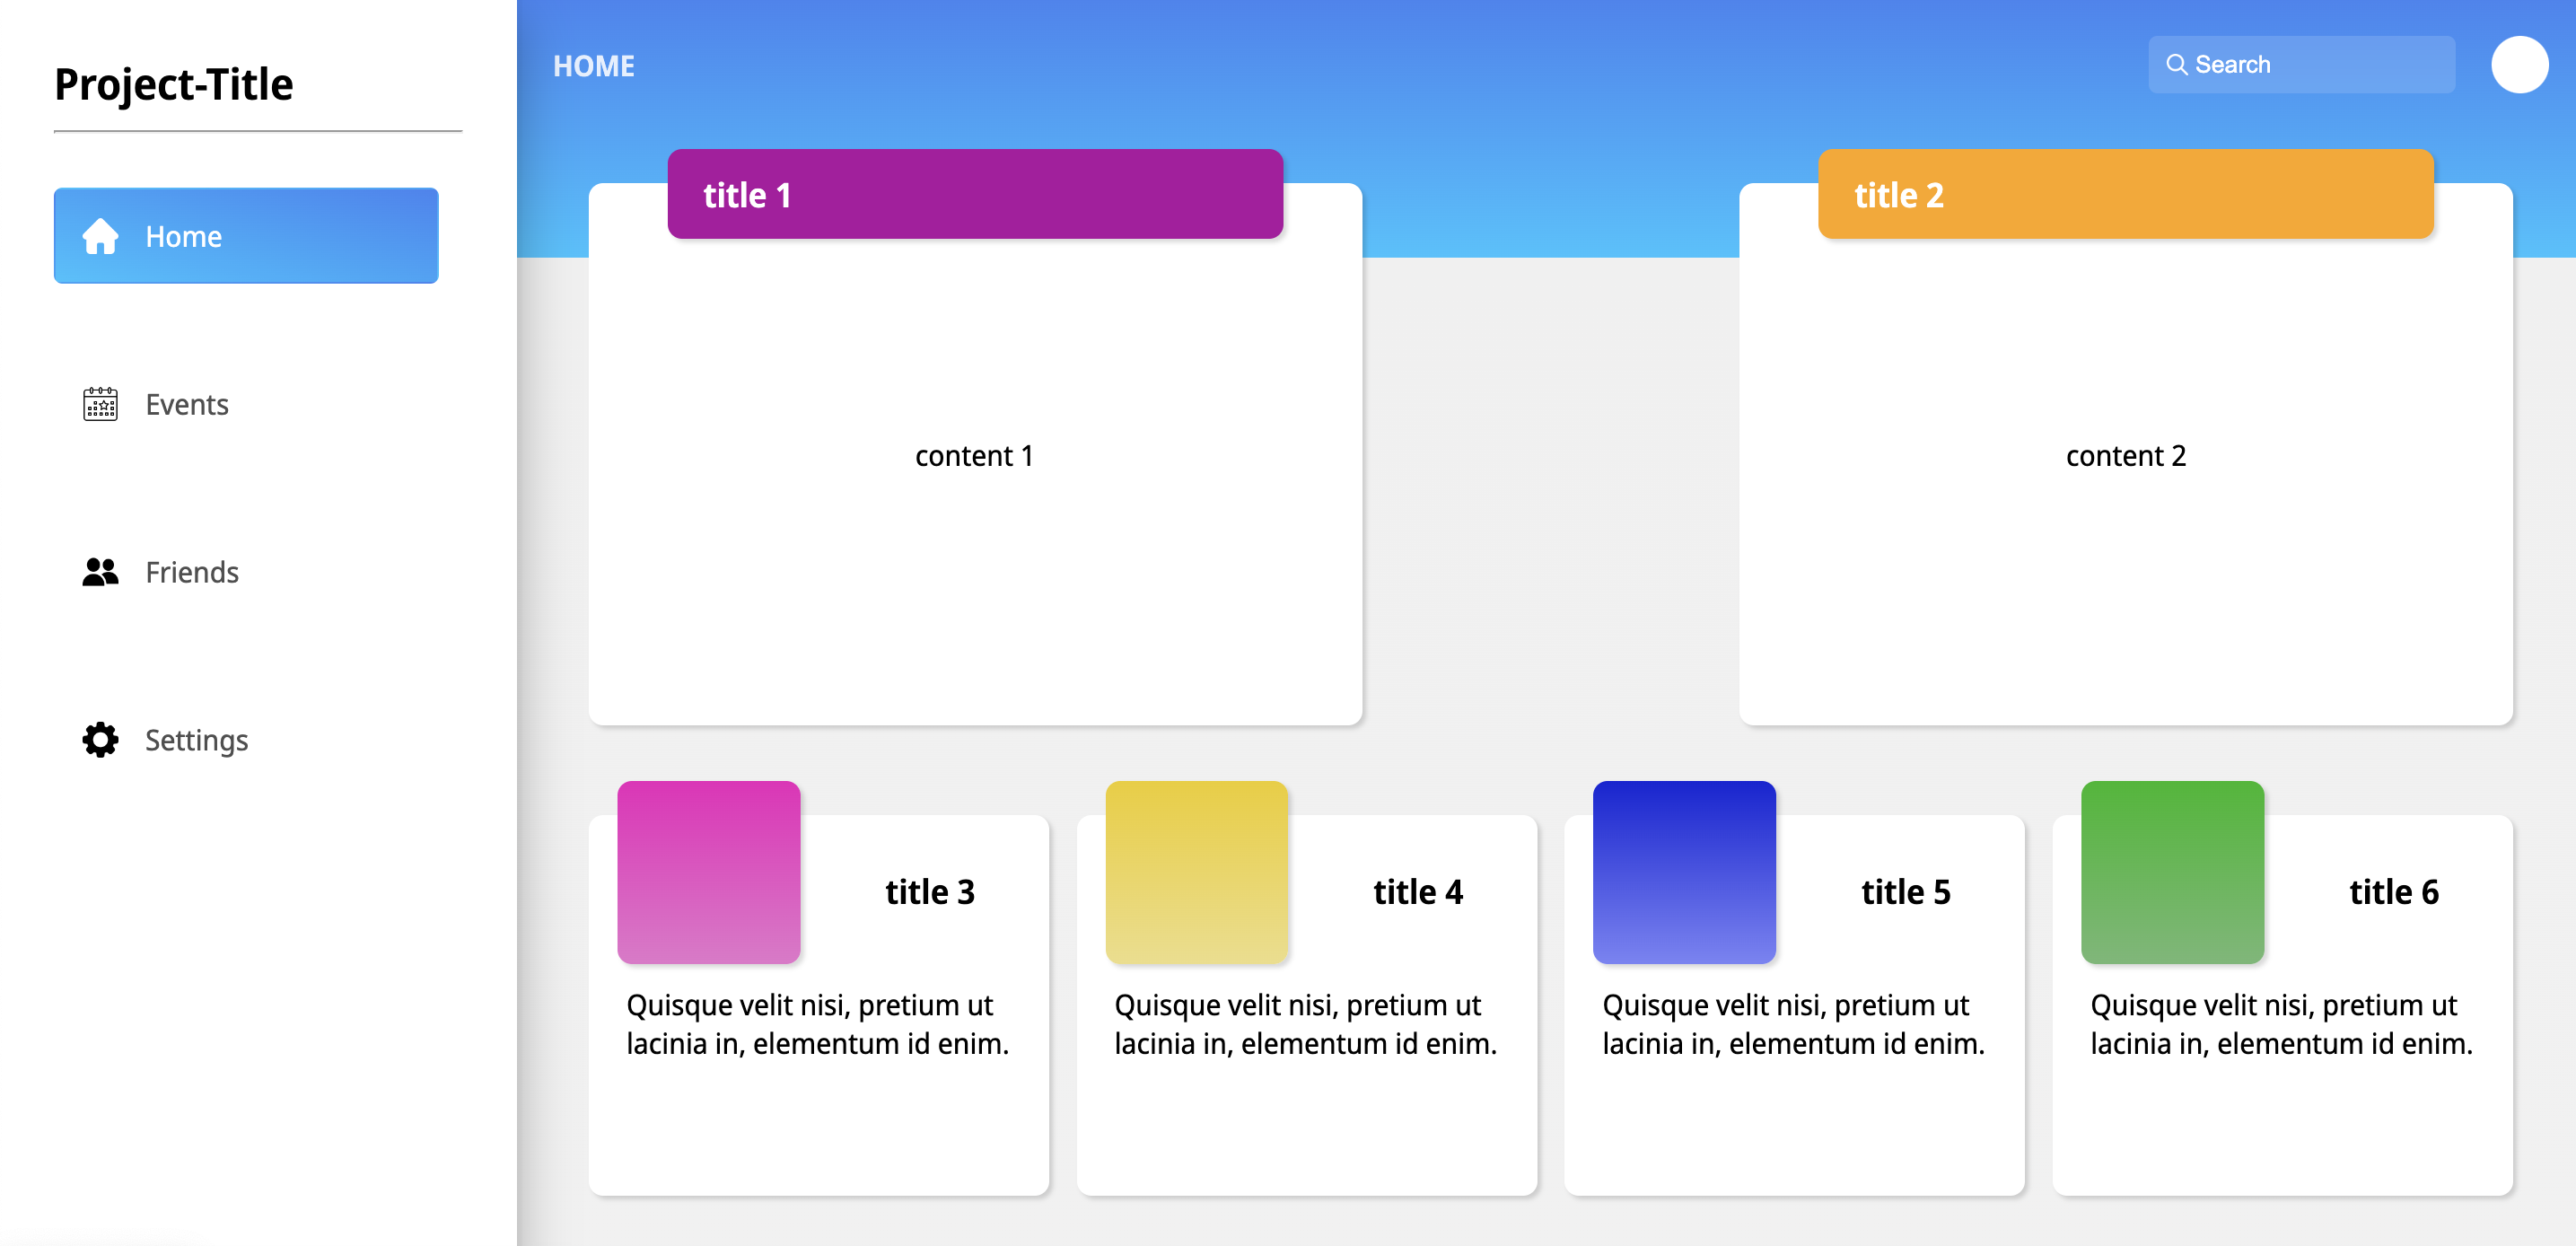 Project-Title
Home
Events
Friends
Settings
HOME
Search
title 1
content 1
title 2
content 2
title 3
Quisque velit nisi, pretium ut
lacinia in, elementum id enim.
title 4
Quisque velit nisi, pretium ut
lacinia in, elementum id enim.
title 5
Quisque velit nisi, pretium ut
lacinia in, elementum id enim.
title 6
Quisque velit nisi, pretium ut
lacinia in, elementum id enim.